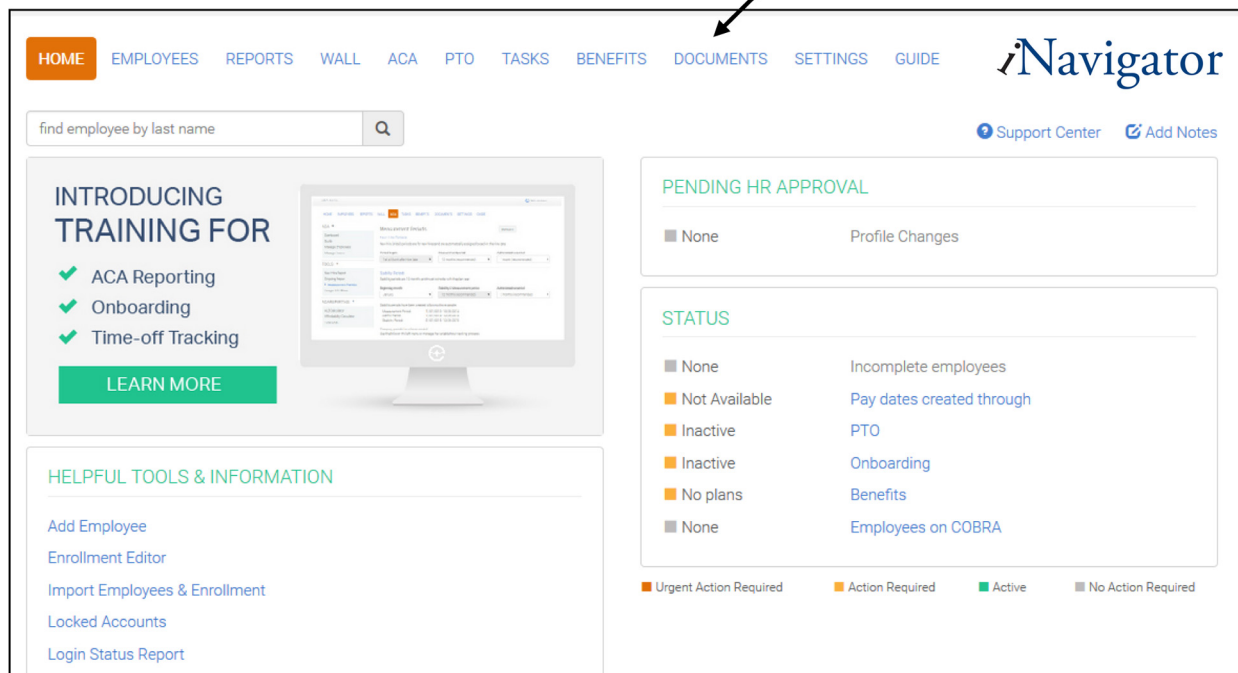 HOME EMPLOYEES REPORTS WALL ACA PTO TASKS BENEFITS DOCUMENTS SETTINGS GUIDE iNavigator
find employee by last name
Support Center Add Notes
INTRODUCING
TRAINING FOR
ACA Reporting
Onboarding
Time-off Tracking
LEARN MORE
HELPFUL TOOLS & INFORMATION
Add Employee
Enrollment Editor
Import Employees & Enrollment
Locked Accounts
Login Status Report
PENDING HR APPROVAL
None Profile Changes
STATUS
None Incomplete employees
Not Available Pay dates created through
Inactive PTO
Inactive Onboarding
No plans Benefits
None Employees on COBRA
Urgent Action Required Action Required Active No Action Required